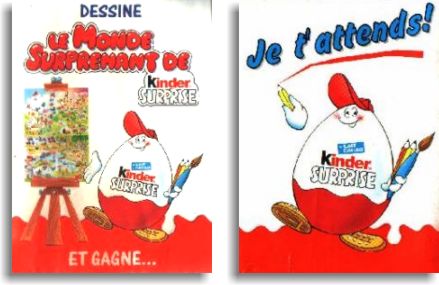 DESSINE
LE MONDE
SURPRENANT DE
Kinder
SURPRISE
Kinder
SURPRISE
ET GAGNE...
Je t'attends!
Kinder
SURPRISE